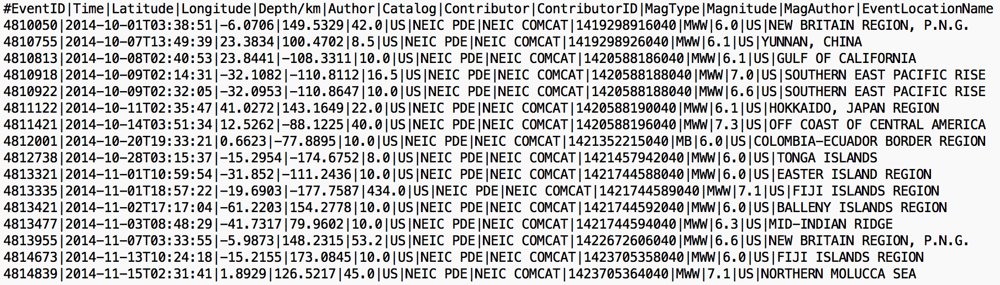 #EventID|Time|Latitude|Longitude|Depth/km|Author|Catalog|Contributor|ContributorID|MagType|Magnitude|MagAuthor|EventLocationName
4810050|2014-10-01T03:38:51|-6.0706|149.5329|42.0|US|NEIC PDE|NEIC COMCAT|1419298916040|MWW|6.0|US|NEW BRITAIN REGION, P.N.G.
4810755|2014-10-07T13:49:39|23.3834|100.4702|8.5|US|NEIC PDE|NEIC COMCAT|1419298926040|MWW|6.1|US|YUNNAN, CHINA
4810813|2014-10-08T02:40:53|23.8441|-108.3311|10.0|US|NEIC PDE|NEIC COMCAT|1420588186040|MWW|6.1|US|GULF OF CALIFORNIA
4810918|2014-10-09T02:14:31|-32.1082|-110.8112|16.5|US|NEIC PDE|NEIC COMCAT|1420588188040|MWW|7.0|US|SOUTHERN EAST PACIFIC RISE
4810922|2014-10-09T02:32:05|-32.0953|-110.8647|10.0|US|NEIC PDE|NEIC COMCAT|1420588188040|MWW|6.6|US|SOUTHERN EAST PACIFIC RISE
4811122|2014-10-11T02:35:47|41.0272|143.1649|22.0|US|NEIC PDE|NEIC COMCAT|1420588190040|MWW|6.1|US|HOKKAIDO, JAPAN REGION
4811421|2014-10-14T03:51:34|12.5262|-88.1225|40.0|US|NEIC PDE|NEIC COMCAT|1420588196040|MWW|7.3|US|OFF COAST OF CENTRAL AMERICA
4812001|2014-10-20T19:33:21|0.6623|-77.8895|10.0|US|NEIC PDE|NEIC COMCAT|1421352215040|MB|6.0|US|COLOMBIA-ECUADOR BORDER REGION
4812738|2014-10-28T03:15:37|-15.2954|-174.6752|8.0|US|NEIC PDE|NEIC COMCAT|1421457942040|MWW|6.0|US|TONGA ISLANDS
4813321|2014-11-01T10:59:54|-31.852|-111.2436|10.0|US|NEIC PDE|NEIC COMCAT|1421744588040|MWW|6.0|US|EASTER ISLAND REGION
4813335|2014-11-01T18:57:22|-19.6903|-177.7587|434.0|US|NEIC PDE|NEIC COMCAT|1421744589040|MWW|7.1|US|FIJI ISLANDS REGION
4813421|2014-11-02T17:17:04|-61.2203|154.2778|10.0|US|NEIC PDE|NEIC COMCAT|1421744592040|MWW|6.0|US|BALLENY ISLANDS REGION
4813477|2014-11-03T08:48:29|-41.7317|79.9602|10.0|US|NEIC PDE|NEIC COMCAT|1421744594040|MWW|6.3|US|MID-INDIAN RIDGE
4813955|2014-11-07T03:33:55|-5.9873|148.2315|53.2|US|NEIC PDE|NEIC COMCAT|1422672606040|MWW|6.6|US|NEW BRITAIN REGION, P.N.G.
4814673|2014-11-13T10:24:18|-15.2155|173.0845|10.0|US|NEIC PDE|NEIC COMCAT|1423705358040|MWW|6.0|US|FIJI ISLANDS REGION
4814839|2014-11-15T02:31:41|1.8929|126.5217|45.0|US|NEIC PDE|NEIC COMCAT|1423705364040|MWW|7.1|US|NORTHERN MOLUCCA SEA